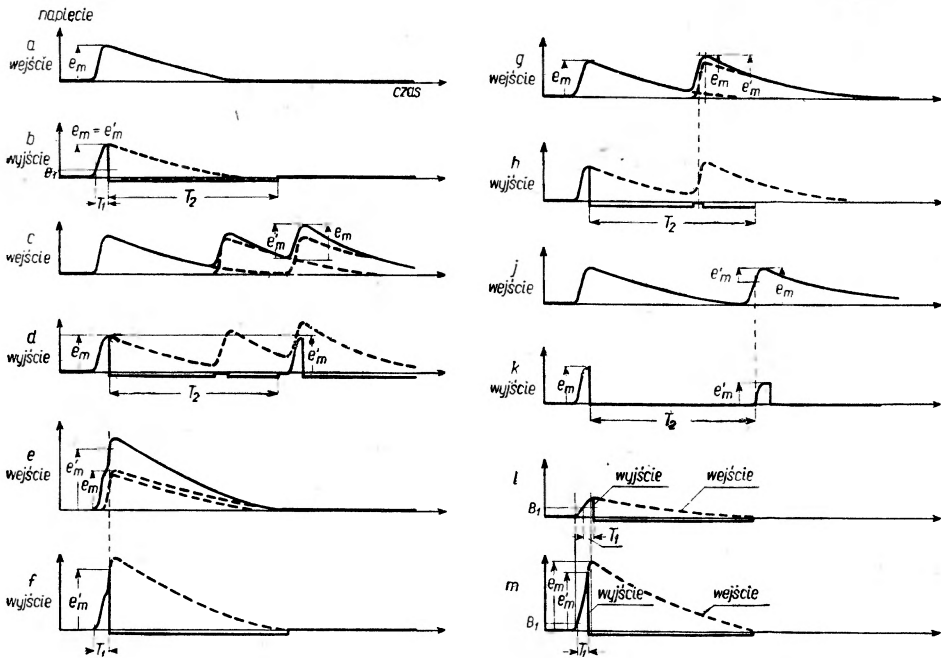 napięcie
a
wejście
e_m
czas
b
wyjście
e_m = e'_m
B_1
T_1
T_2
c
wejście
e'_m
e_m
d
wyjście
e_m
e'_m
T_2
e
wejście
e'_m
e_m
f
wyjście
e'_m
T_1
g
wejście
e_m
e_m
e'_m
h
wyjście
T_2
j
wejście
e'_m
e_m
k
wyjście
e_m
e'_m
T_2
l
wyjście
wejście
B_1
T_1
m
e_m
e'_m
wyjście
wejście
B_1
T_1